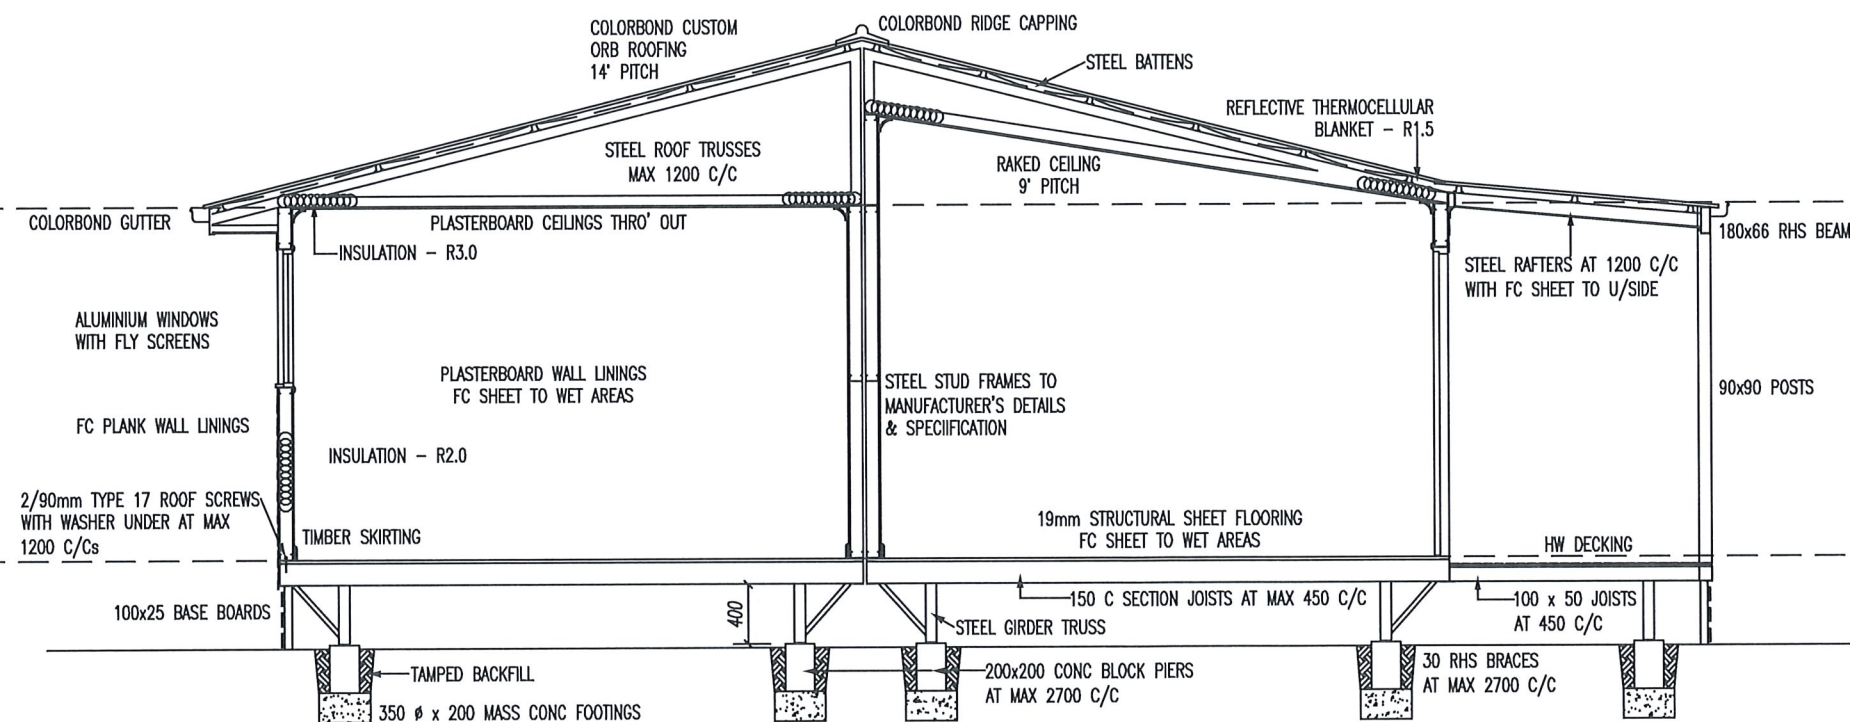 COLORBOND CUSTOM
ORB ROOFING
14' PITCH
COLORBOND RIDGE CAPPING
STEEL BATTENS
REFLECTIVE THERMOCELLULAR
BLANKET - R1.5
STEEL ROOF TRUSSES
MAX 1200 C/C
RAKED CEILING
9' PITCH
COLORBOND GUTTER
PLASTERBOARD CEILINGS THRO' OUT
180x66 RHS BEAM
INSULATION - R3.0
STEEL RAFTERS AT 1200 C/C
WITH FC SHEET TO U/SIDE
ALUMINIUM WINDOWS
WITH FLY SCREENS
PLASTERBOARD WALL LININGS
FC SHEET TO WET AREAS
STEEL STUD FRAMES TO
MANUFACTURER'S DETAILS
& SPECIIFICATION
90x90 POSTS
FC PLANK WALL LININGS
INSULATION - R2.0
2/90mm TYPE 17 ROOF SCREWS
WITH WASHER UNDER AT MAX
1200 C/Cs
TIMBER SKIRTING
19mm STRUCTURAL SHEET FLOORING
FC SHEET TO WET AREAS
HW DECKING
100x25 BASE BOARDS
400
150 C SECTION JOISTS AT MAX 450 C/C
100 x 50 JOISTS
AT 450 C/C
STEEL GIRDER TRUSS
TAMPED BACKFILL
200x200 CONC BLOCK PIERS
AT MAX 2700 C/C
30 RHS BRACES
AT MAX 2700 C/C
350 ø x 200 MASS CONC FOOTINGS